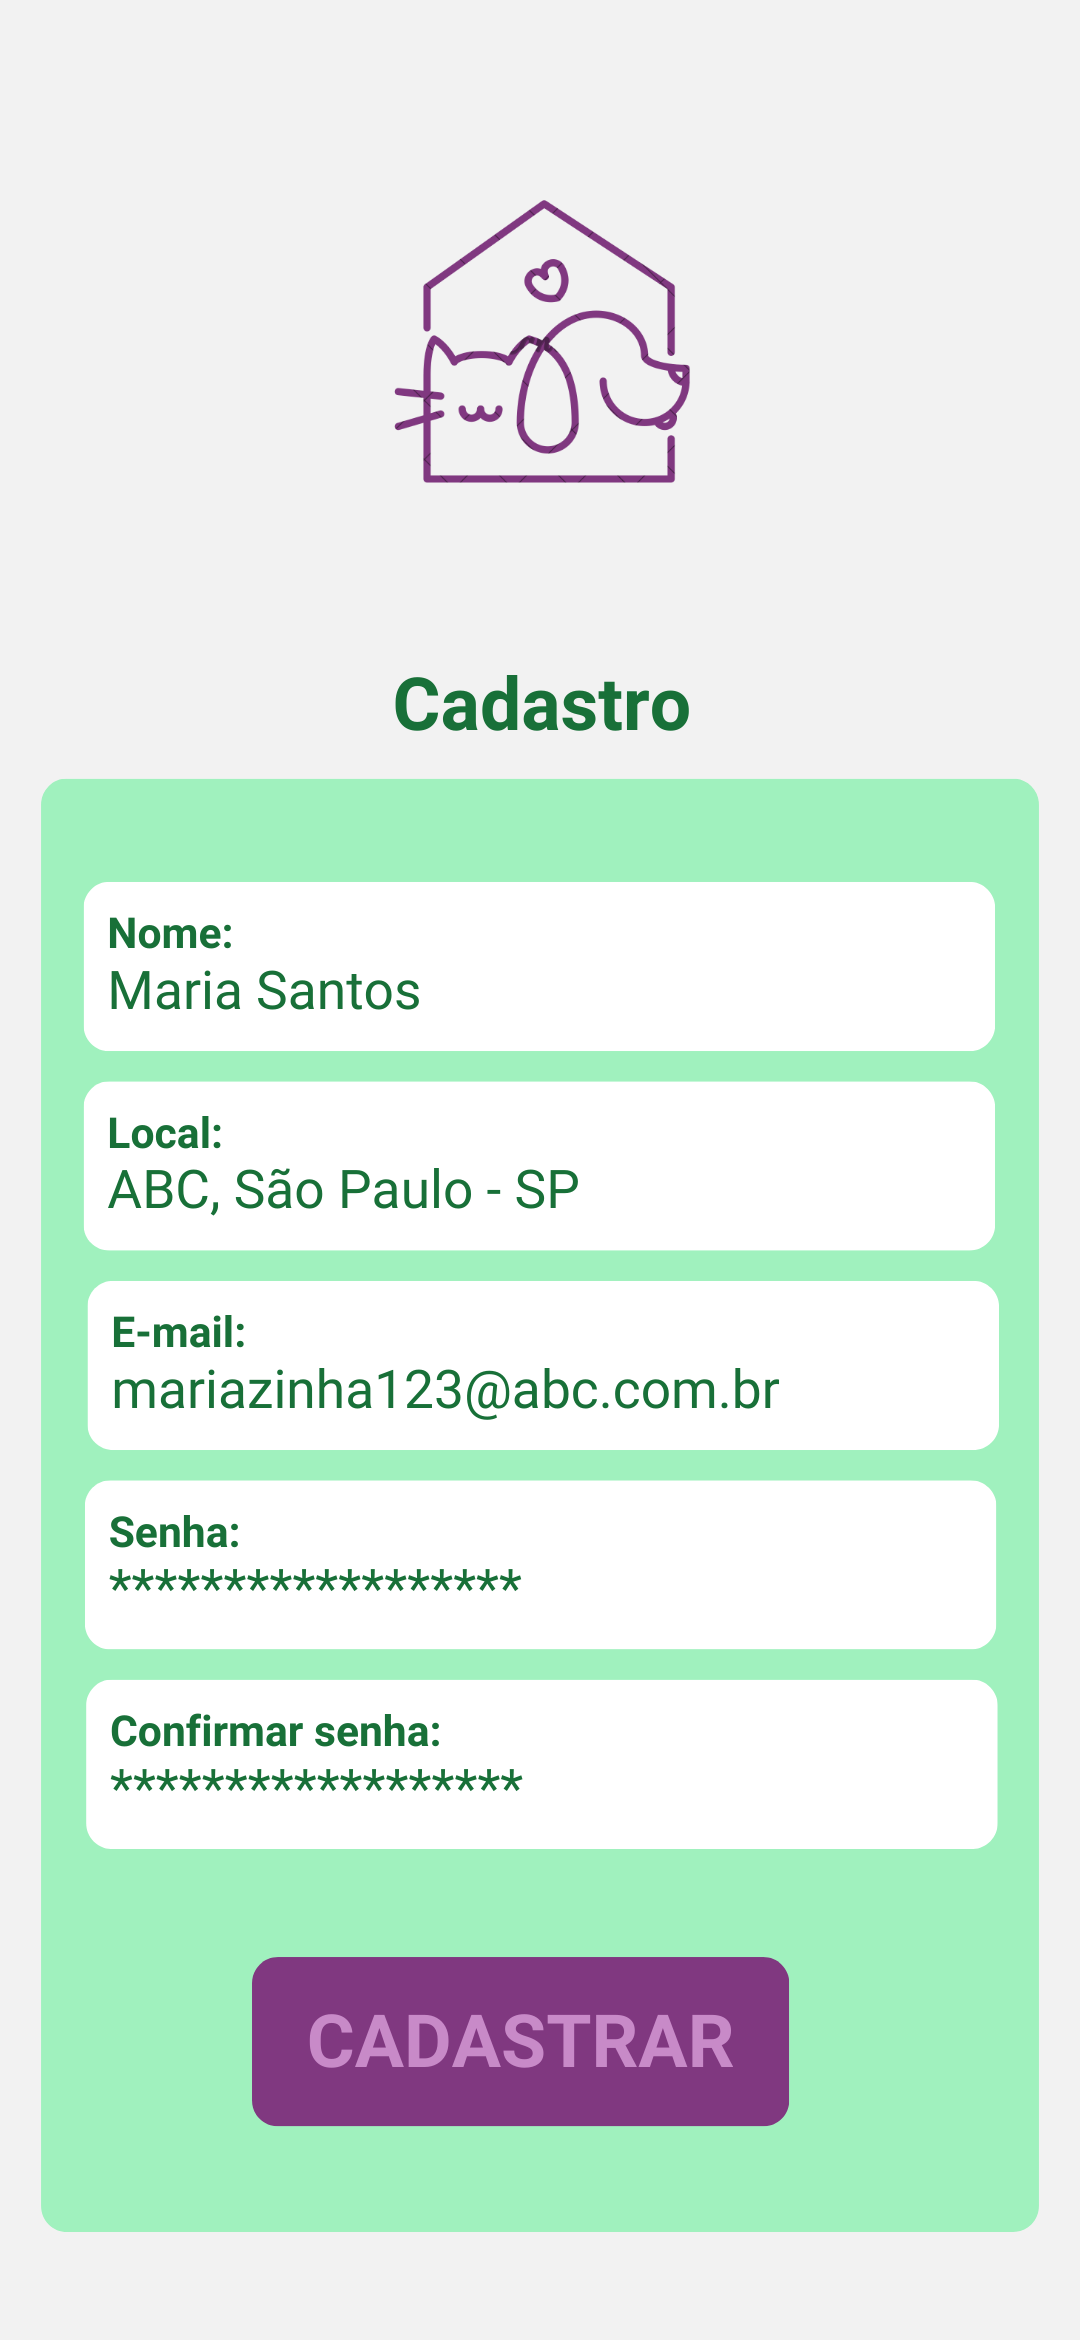 Cadastro
Nome:
Maria Santos
Local:
ABC, São Paulo - SP
E-mail:
mariazinha123@abc.com.br
Senha:
******************
Confirmar senha:
******************
CADASTRAR